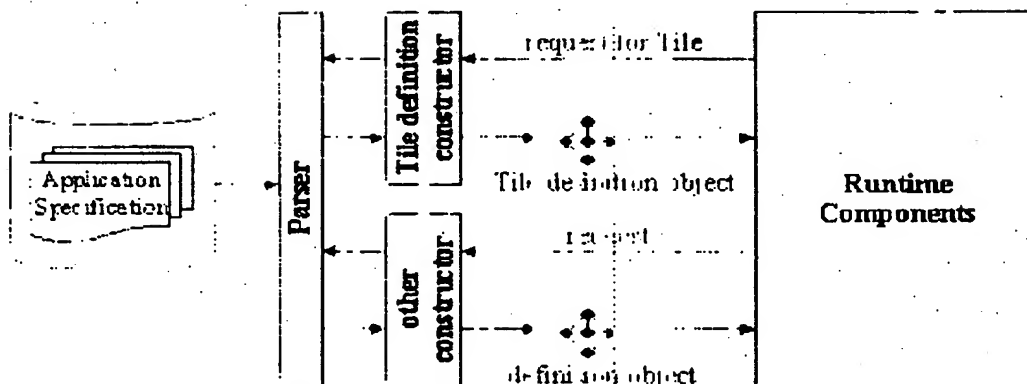 Application
Specification
Parser
Tile definition
constructor
other
constructor
request for Tile
Tile definition object
request
definition object
Runtime
Components